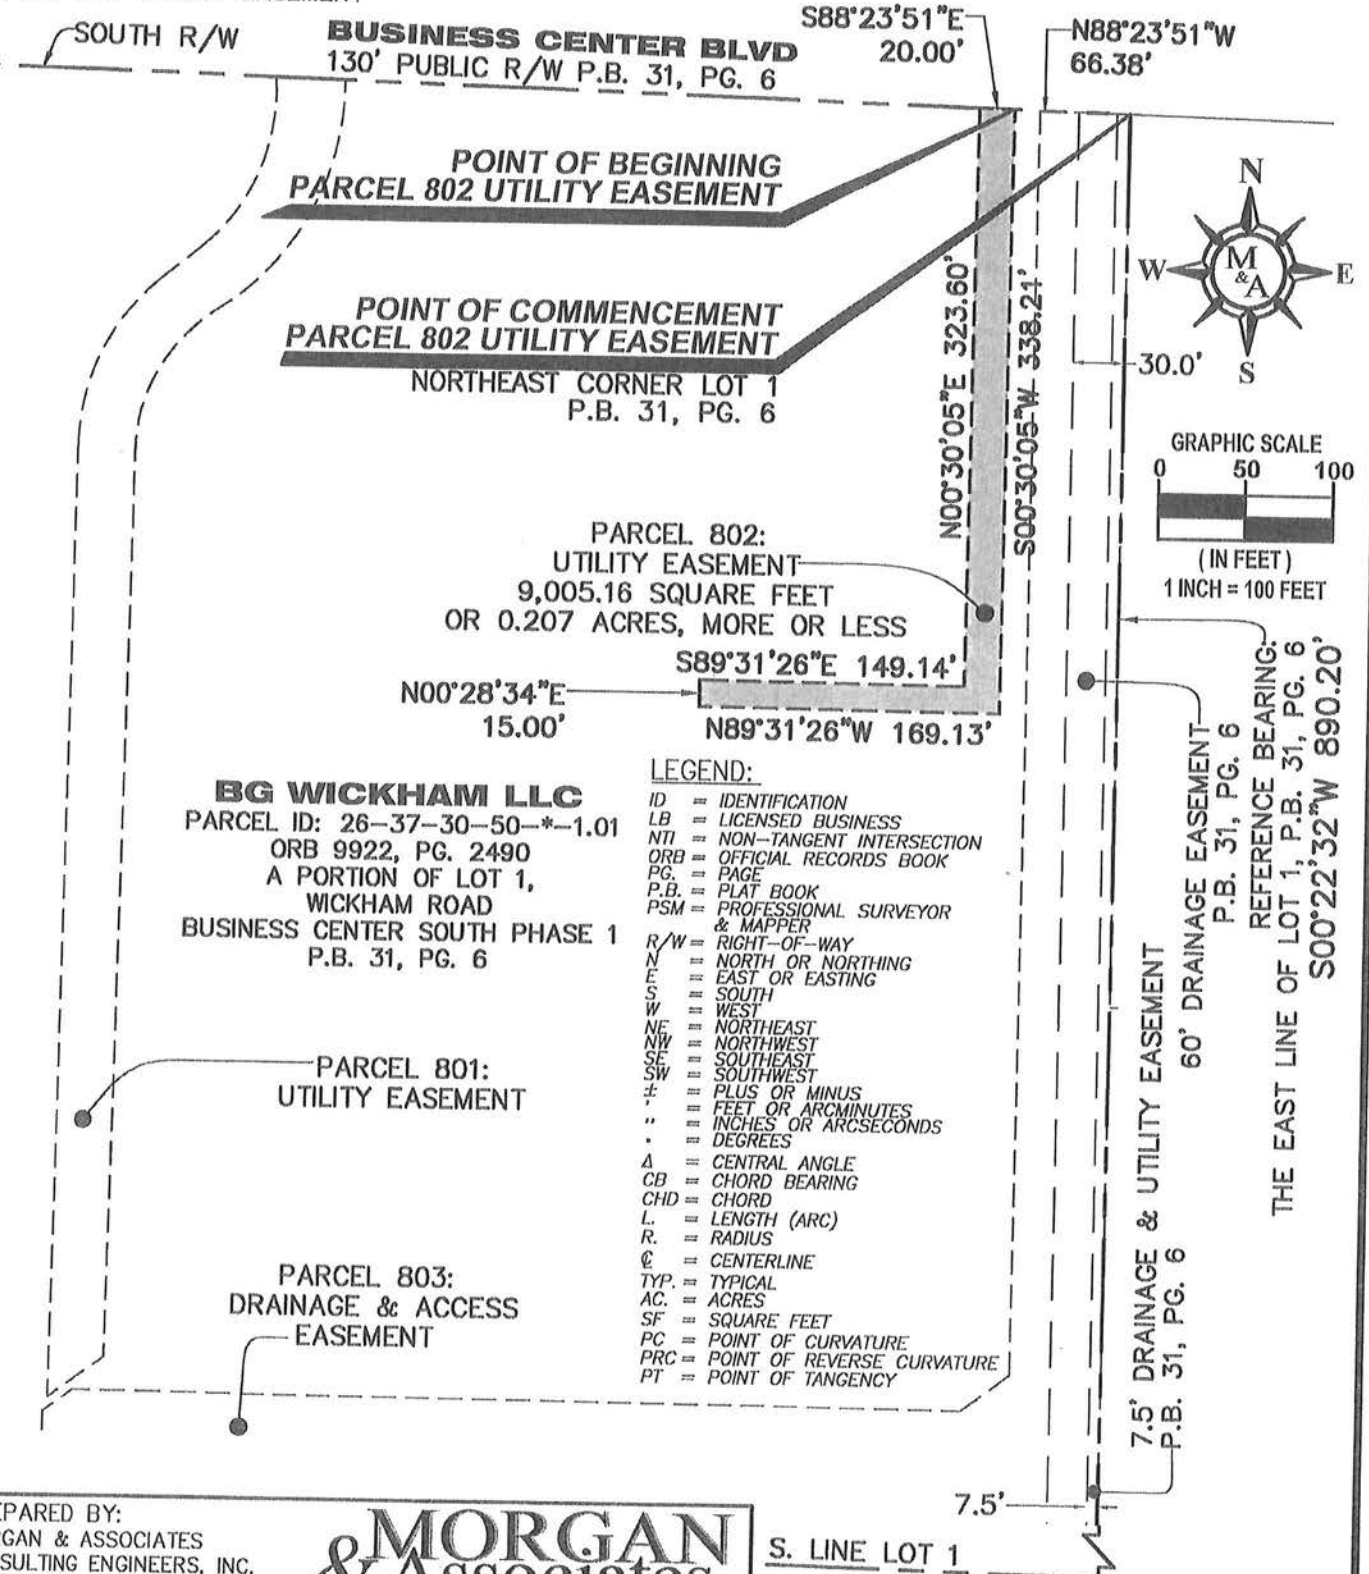 SOUTH R/W
BUSINESS CENTER BLVD
130' PUBLIC R/W P.B. 31, PG. 6
S88°23'51"E
20.00'
N88°23'51"W
66.38'
POINT OF BEGINNING
PARCEL 802 UTILITY EASEMENT
POINT OF COMMENCEMENT
PARCEL 802 UTILITY EASEMENT
NORTHEAST CORNER LOT 1
P.B. 31, PG. 6
N00°30'05"E 323.60'
S00°30'05"W 338.21'
N
W
E
S
M
&
A
30.0'
GRAPHIC SCALE
0 50 100
( IN FEET )
1 INCH = 100 FEET
PARCEL 802:
UTILITY EASEMENT
9,005.16 SQUARE FEET
OR 0.207 ACRES, MORE OR LESS
S89°31'26"E 149.14'
N00°28'34"E
15.00'
N89°31'26"W 169.13'
BG WICKHAM LLC
PARCEL ID: 26-37-30-50-*-1.01
ORB 9922, PG. 2490
A PORTION OF LOT 1,
WICKHAM ROAD
BUSINESS CENTER SOUTH PHASE 1
P.B. 31, PG. 6
LEGEND:
ID = IDENTIFICATION
LB = LICENSED BUSINESS
NTI = NON-TANGENT INTERSECTION
ORB = OFFICIAL RECORDS BOOK
PG. = PAGE
P.B. = PLAT BOOK
PSM = PROFESSIONAL SURVEYOR
& MAPPER
R/W = RIGHT-OF-WAY
N = NORTH OR NORTHING
E = EAST OR EASTING
S = SOUTH
W = WEST
NE = NORTHEAST
NW = NORTHWEST
SE = SOUTHEAST
SW = SOUTHWEST
± = PLUS OR MINUS
' = FEET OR ARCMINUTES
" = INCHES OR ARCSECONDS
° = DEGREES
Δ = CENTRAL ANGLE
CB = CHORD BEARING
CHD = CHORD
L. = LENGTH (ARC)
R. = RADIUS
℄ = CENTERLINE
TYP. = TYPICAL
AC. = ACRES
SF = SQUARE FEET
PC = POINT OF CURVATURE
PRC = POINT OF REVERSE CURVATURE
PT = POINT OF TANGENCY
60' DRAINAGE EASEMENT
P.B. 31, PG. 6
REFERENCE BEARING:
THE EAST LINE OF LOT 1, P.B. 31, PG. 6
S00°22'32"W 890.20'
7.5' DRAINAGE & UTILITY EASEMENT
P.B. 31, PG. 6
PARCEL 801:
UTILITY EASEMENT
PARCEL 803:
DRAINAGE & ACCESS
EASEMENT
7.5'
EPARED BY:
RGAN & ASSOCIATES
SULTING ENGINEERS, INC.
MORGAN
& Associates
S. LINE LOT 1